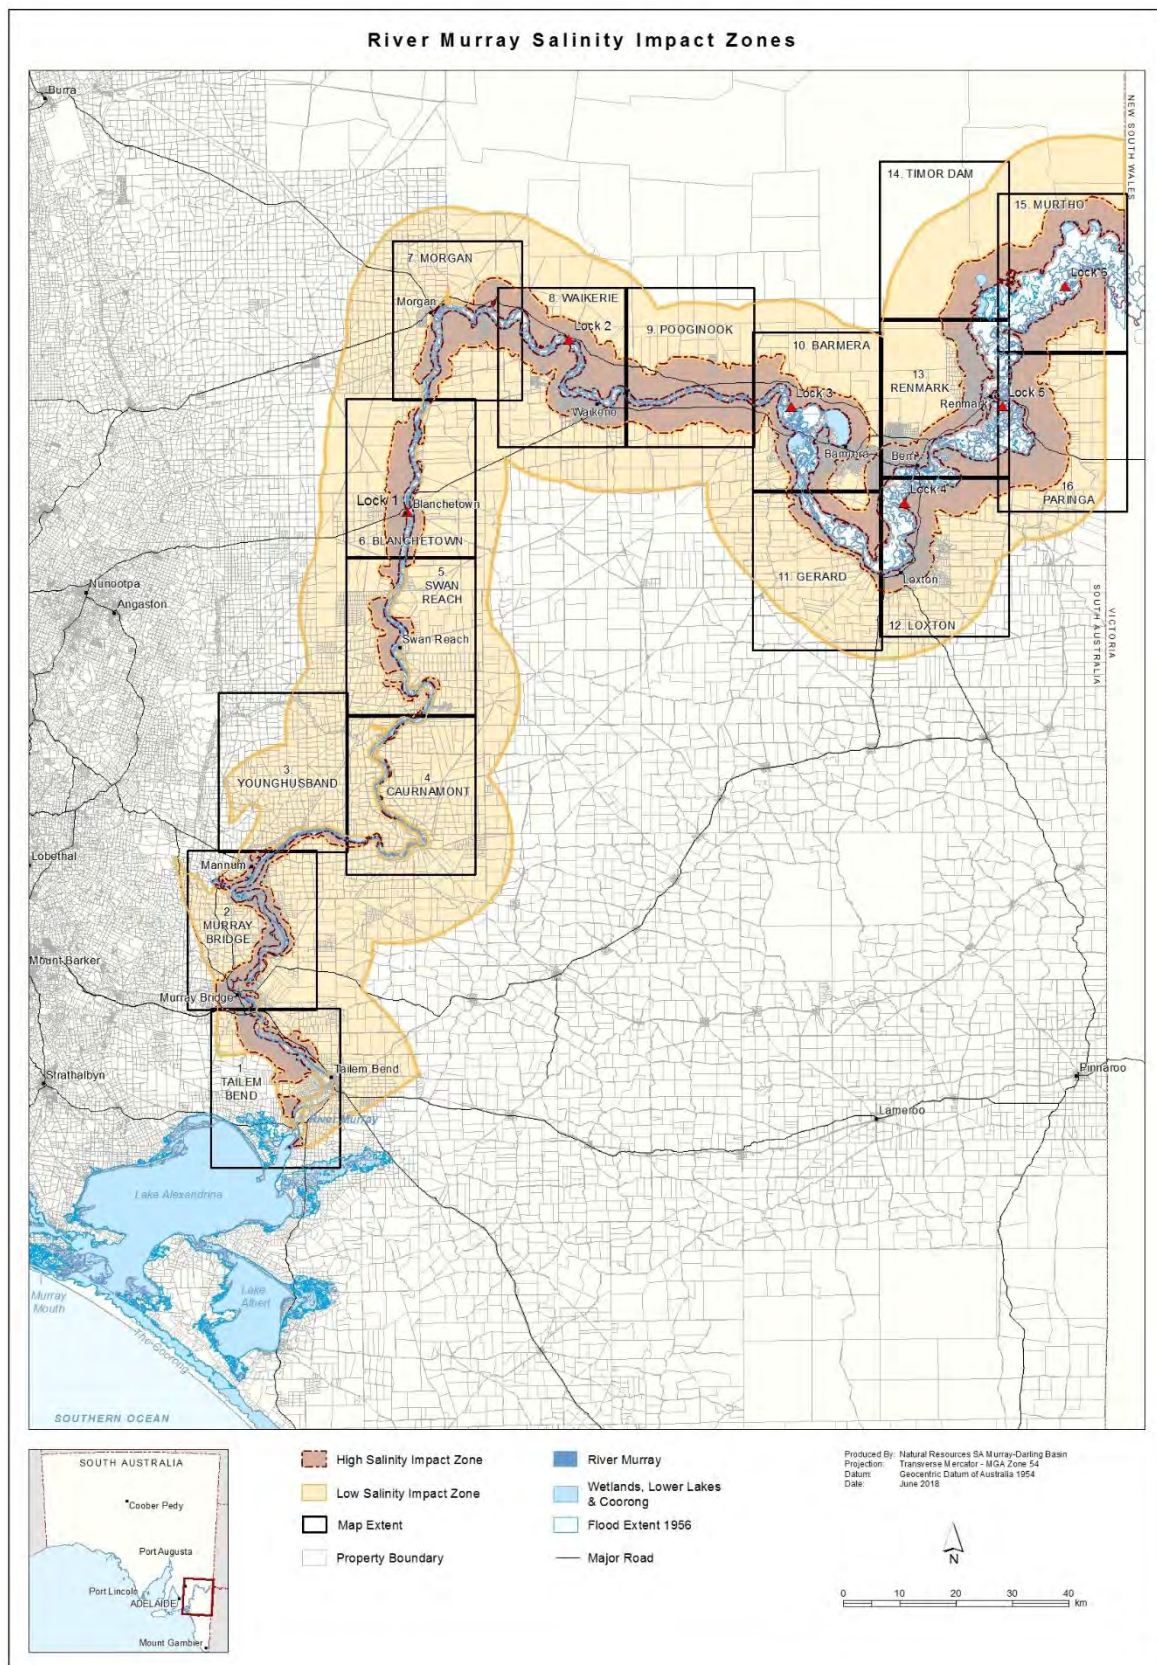 River Murray Salinity Impact Zones
Burra
NEW SOUTH WALES
14. TIMOR DAM
15. MURTHO
Lock 6
7. MORGAN
Morgan
8. WAIKERIE
Lock 2
9. POOGINOOK
10. BARMERA
13.
RENMARK
Renmark
Lock 5
Lock 3
Waikerie
Barmera
Berri
Lock 4
16
PARINGA
Lock 1
Blanchetown
6. BLANCHETOWN
5.
SWAN
REACH
Swan Reach
11. GERARD
Loxton
12. LOXTON
VICTORIA
SOUTH AUSTRALIA
Nunootpa
Angaston
3.
YOUNGHUSBAND
4
CAURNAMONT
Lobethal
Mannum
2
MURRAY
BRIDGE
Mount Barker
Murray Bridge
Strathalbyn
1.
TAILEM
BEND
Tailem Bend
River Murray
Pinnaroo
Lameroo
Lake Alexandrina
Lake
Albert
Murray
Mouth
The Coorong
SOUTHERN OCEAN
SOUTH AUSTRALIA
Coober Pedy
Port Augusta
Port Lincoln
ADELAIDE
Mount Gambier
High Salinity Impact Zone
Low Salinity Impact Zone
Map Extent
Property Boundary
River Murray
Wetlands, Lower Lakes
& Coorong
Flood Extent 1956
Major Road
Produced By: Natural Resources SA Murray-Darling Basin
Projection: Transverse Mercator - MGA Zone 54
Datum: Geocentric Datum of Australia 1954
Date: June 2018
N
0 10 20 30 40
km